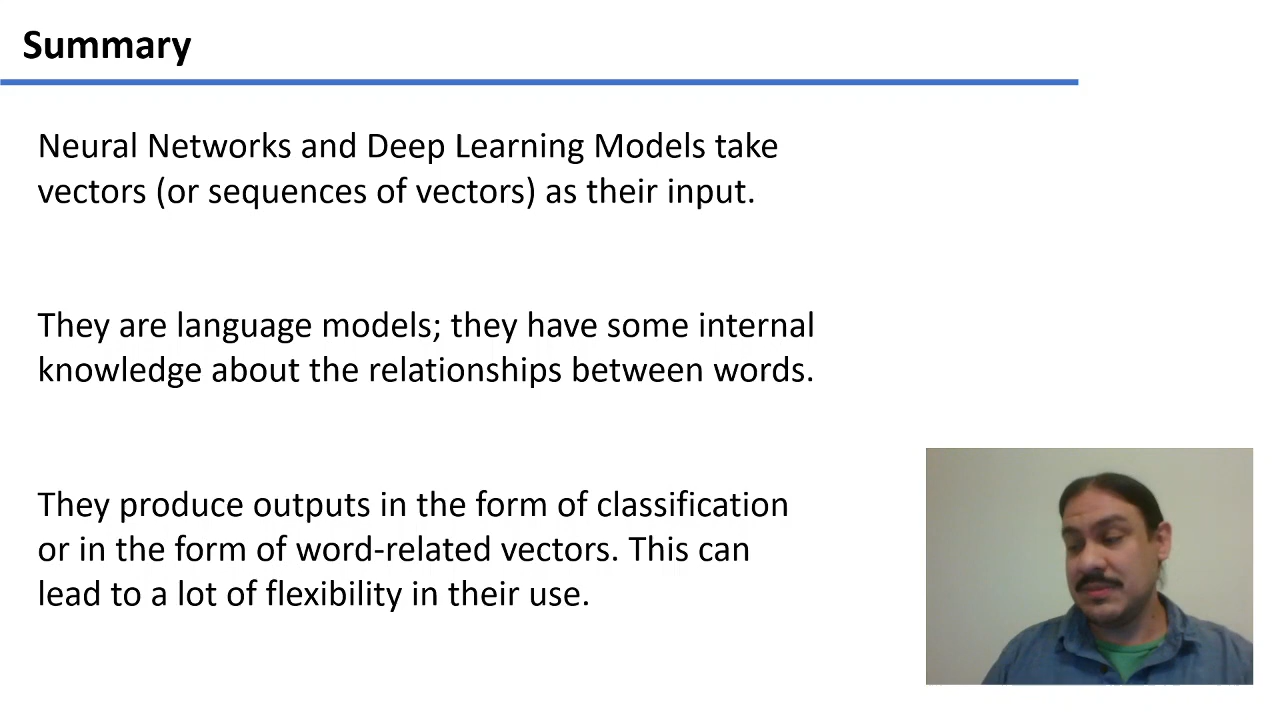 Summary
Neural Networks and Deep Learning Models take
vectors (or sequences of vectors) as their input.
They are language models; they have some internal
knowledge about the relationships between words.
They produce outputs in the form of classification
or in the form of word-related vectors. This can
lead to a lot of flexibility in their use.